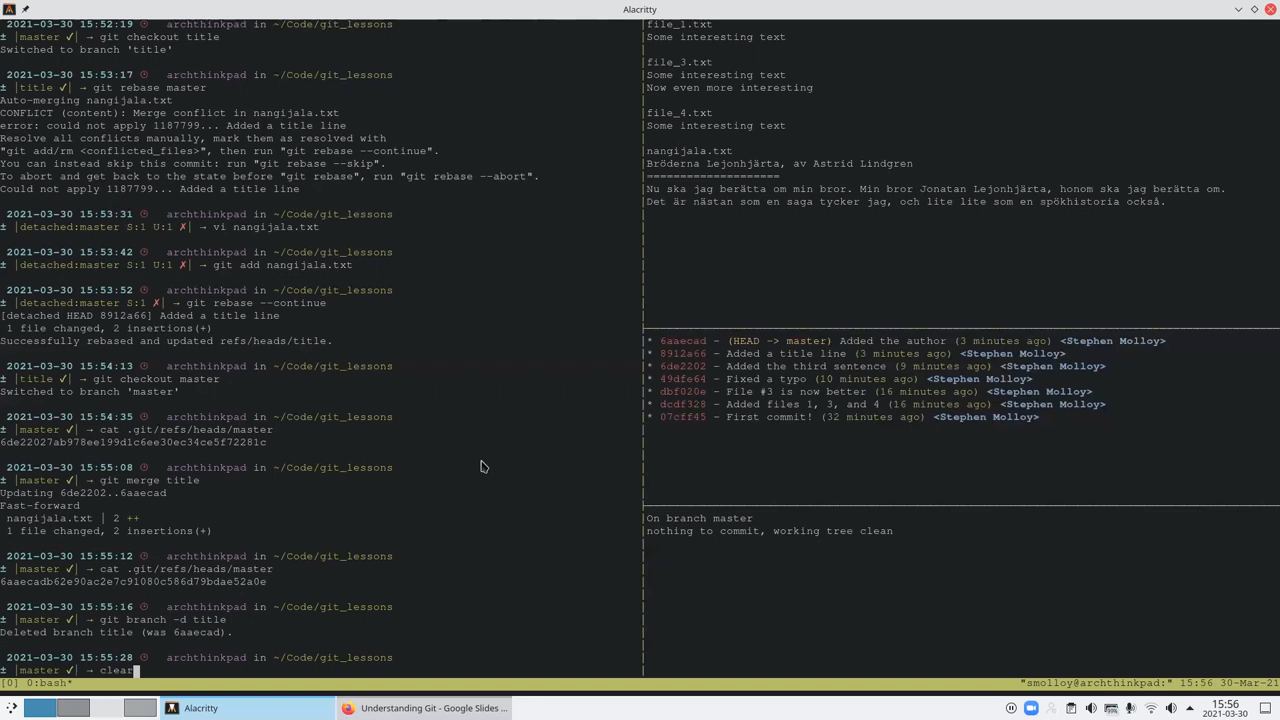 Alacritty
2021-03-30 15:52:19 archthinkpad in ~/Code/git_lessons
± |master ✓| → git checkout title
Switched to branch 'title'
2021-03-30 15:53:17 archthinkpad in ~/Code/git_lessons
± |title ✓| → git rebase master
Auto-merging nangijala.txt
CONFLICT (content): Merge conflict in nangijala.txt
error: could not apply 1187799... Added a title line
Resolve all conflicts manually, mark them as resolved with
"git add/rm <conflicted_files>", then run "git rebase --continue".
You can instead skip this commit: run "git rebase --skip".
To abort and get back to the state before "git rebase", run "git rebase --abort".
Could not apply 1187799... Added a title line
2021-03-30 15:53:31 archthinkpad in ~/Code/git_lessons
± |detached:master S:1 U:1 ✗| → vi nangijala.txt
2021-03-30 15:53:42 archthinkpad in ~/Code/git_lessons
± |detached:master S:1 U:1 ✗| → git add nangijala.txt
2021-03-30 15:53:52 archthinkpad in ~/Code/git_lessons
± |detached:master S:1 ✗| → git rebase --continue
[detached HEAD 8912a66] Added a title line
1 file changed, 2 insertions(+)
Successfully rebased and updated refs/heads/title.
2021-03-30 15:54:13 archthinkpad in ~/Code/git_lessons
± |title ✓| → git checkout master
Switched to branch 'master'
2021-03-30 15:54:35 archthinkpad in ~/Code/git_lessons
± |master ✓| → cat .git/refs/heads/master
6de22027ab978ee199d1c6ee30ec34ce5f72281c
2021-03-30 15:55:08 archthinkpad in ~/Code/git_lessons
± |master ✓| → git merge title
Updating 6de2202..6aaecad
Fast-forward
nangijala.txt | 2 ++
1 file changed, 2 insertions(+)
2021-03-30 15:55:12 archthinkpad in ~/Code/git_lessons
± |master ✓| → cat .git/refs/heads/master
6aaecadb62e90ac2e7c91080c586d79bdae52a0e
2021-03-30 15:55:16 archthinkpad in ~/Code/git_lessons
± |master ✓| → git branch -d title
Deleted branch title (was 6aaecad).
2021-03-30 15:55:28 archthinkpad in ~/Code/git_lessons
± |master ✓| → clear
file_1.txt
Some interesting text
file_3.txt
Some interesting text
Now even more interesting
file_4.txt
Some interesting text
nangijala.txt
Bröderna Lejonhjärta, av Astrid Lindgren
====================
Nu ska jag berätta om min bror. Min bror Jonatan Lejonhjärta, honom ska jag berätta om.
Det är nästan som en saga tycker jag, och lite lite som en spökhistoria också.
* 6aaecad - (HEAD -> master) Added the author (3 minutes ago) <Stephen Molloy>
* 8912a66 - Added a title line (3 minutes ago) <Stephen Molloy>
* 6de2202 - Added the third sentence (9 minutes ago) <Stephen Molloy>
* 49dfe64 - Fixed a typo (10 minutes ago) <Stephen Molloy>
* dbf020e - File #3 is now better (16 minutes ago) <Stephen Molloy>
* dcdf328 - Added files 1, 3, and 4 (16 minutes ago) <Stephen Molloy>
* 07cff45 - First commit! (32 minutes ago) <Stephen Molloy>
On branch master
nothing to commit, working tree clean
[0] 0:bash* "smolloy@archthinkpad:" 15:56 30-Mar-21
Alacritty
Understanding Git - Google Slides ...
15:56
2021-03-30